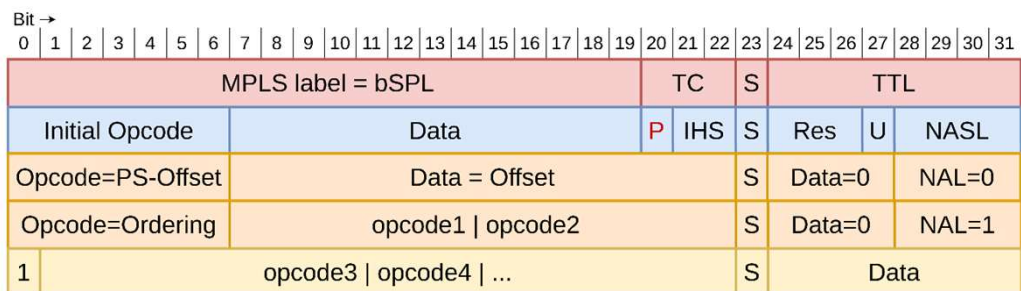 Bit →
0 1 2 3 4 5 6 7 8 9 10 11 12 13 14 15 16 17 18 19 20 21 22 23 24 25 26 27 28 29 30 31
MPLS label = bSPL TC S TTL
Initial Opcode Data P IHS S Res U NASL
Opcode=PS-Offset Data = Offset S Data=0 NAL=0
Opcode=Ordering opcode1 | opcode2 S Data=0 NAL=1
1 opcode3 | opcode4 | ... S Data